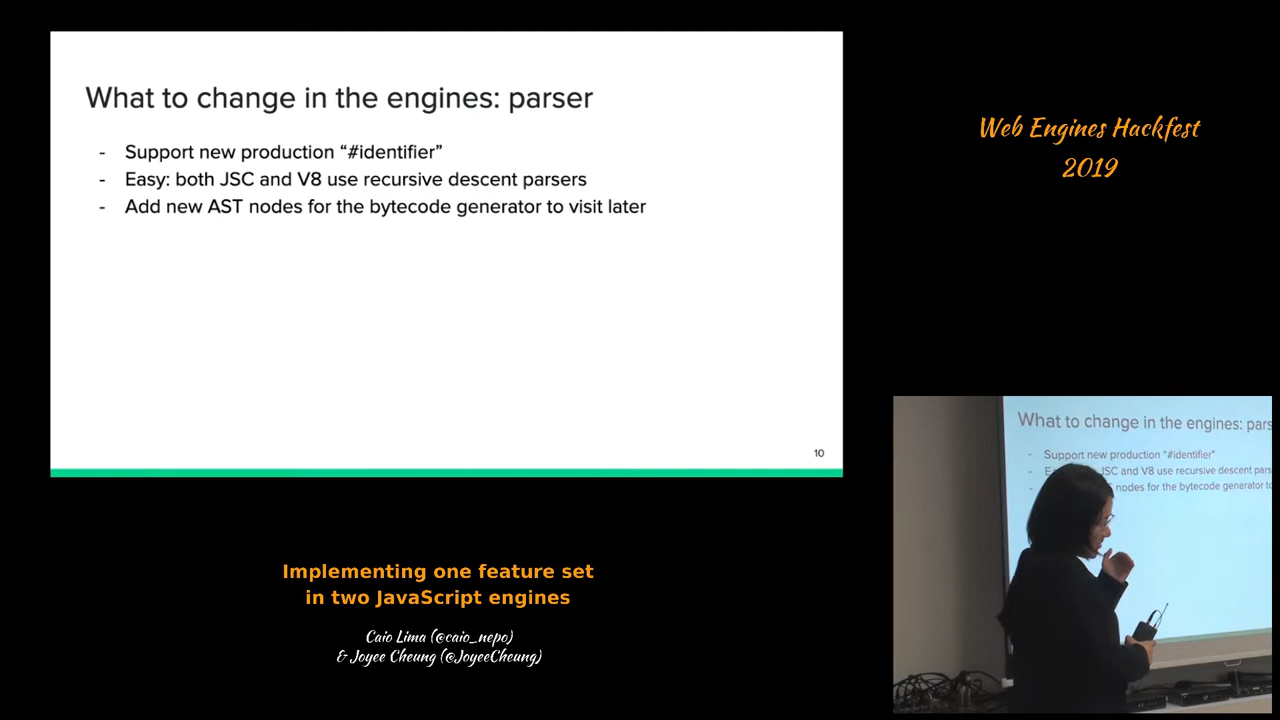 What to change in the engines: parser
- Support new production “#identifier”
- Easy: both JSC and V8 use recursive descent parsers
- Add new AST nodes for the bytecode generator to visit later
10
Web Engines Hackfest
2019
What to change in the engines: pars
- Support new production “#identifier”
- JSC and V8 use recursive descent pars
- nodes for the bytecode generator to
Implementing one feature set
in two JavaScript engines
Caio Lima (@caio_nepo)
& Joyee Cheung (@JoyeeCheung)